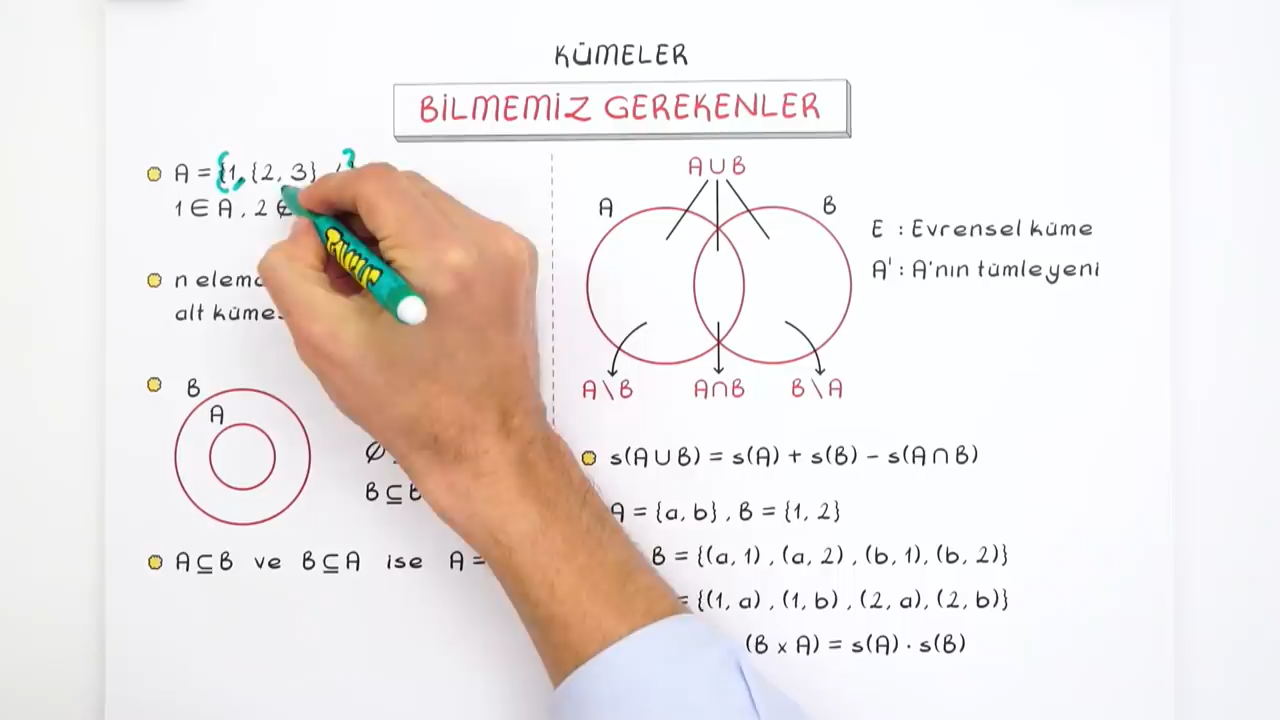 KÜMELER
BİLMEMİZ GEREKENLER
A = {1, {2, 3}
1 ∈ A , 2 ∉
n elema
alt küme
B
A
B ⊆
A ⊆ B ve B ⊆ A ise A =
A ∪ B
A
B
E : Evrensel küme
A' : A'nın tümleyeni
A \ B
A ∩ B
B \ A
s(A ∪ B) = s(A) + s(B) - s(A ∩ B)
A = {a, b} , B = {1, 2}
B = {(a, 1) , (a, 2) , (b, 1), (b, 2)}
= {(1, a) , (1, b) , (2, a), (2, b)}
(B x A) = s(A) · s(B)